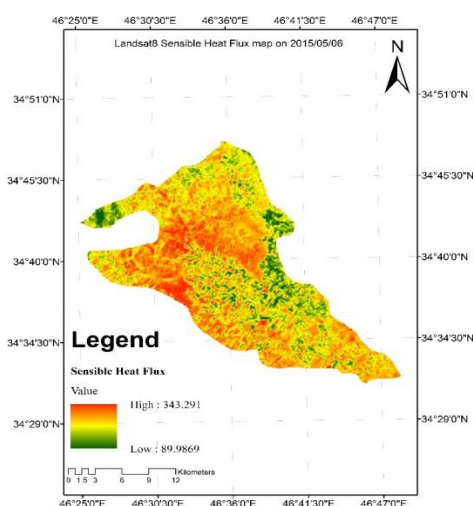 46°25'0"E 46°30'30"E 46°36'0"E 46°41'30"E 46°47'0"E
Landsat8 Sensible Heat Flux map on 2015/05/06
N
34°51'0"N 34°51'0"N
34°45'30"N 34°45'30"N
34°40'0"N 34°40'0"N
34°34'30"N 34°34'30"N
34°29'0"N 34°29'0"N
Legend
Sensible Heat Flux
Value
High : 343.291
Low : 89.9869
Kilometers
0 1.5 3 6 9 12
46°25'0"E 46°30'30"E 46°36'0"E 46°41'30"E 46°47'0"E